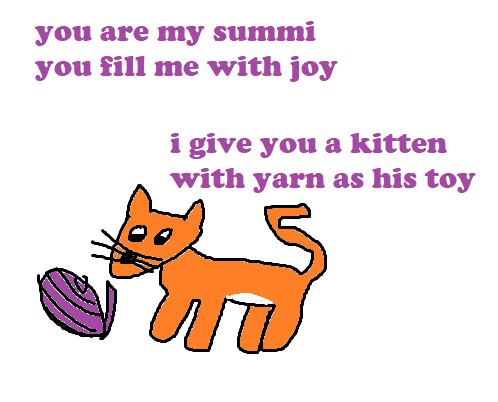 you are my summi
you fill me with joy
i give you a kitten
with yarn as his toy